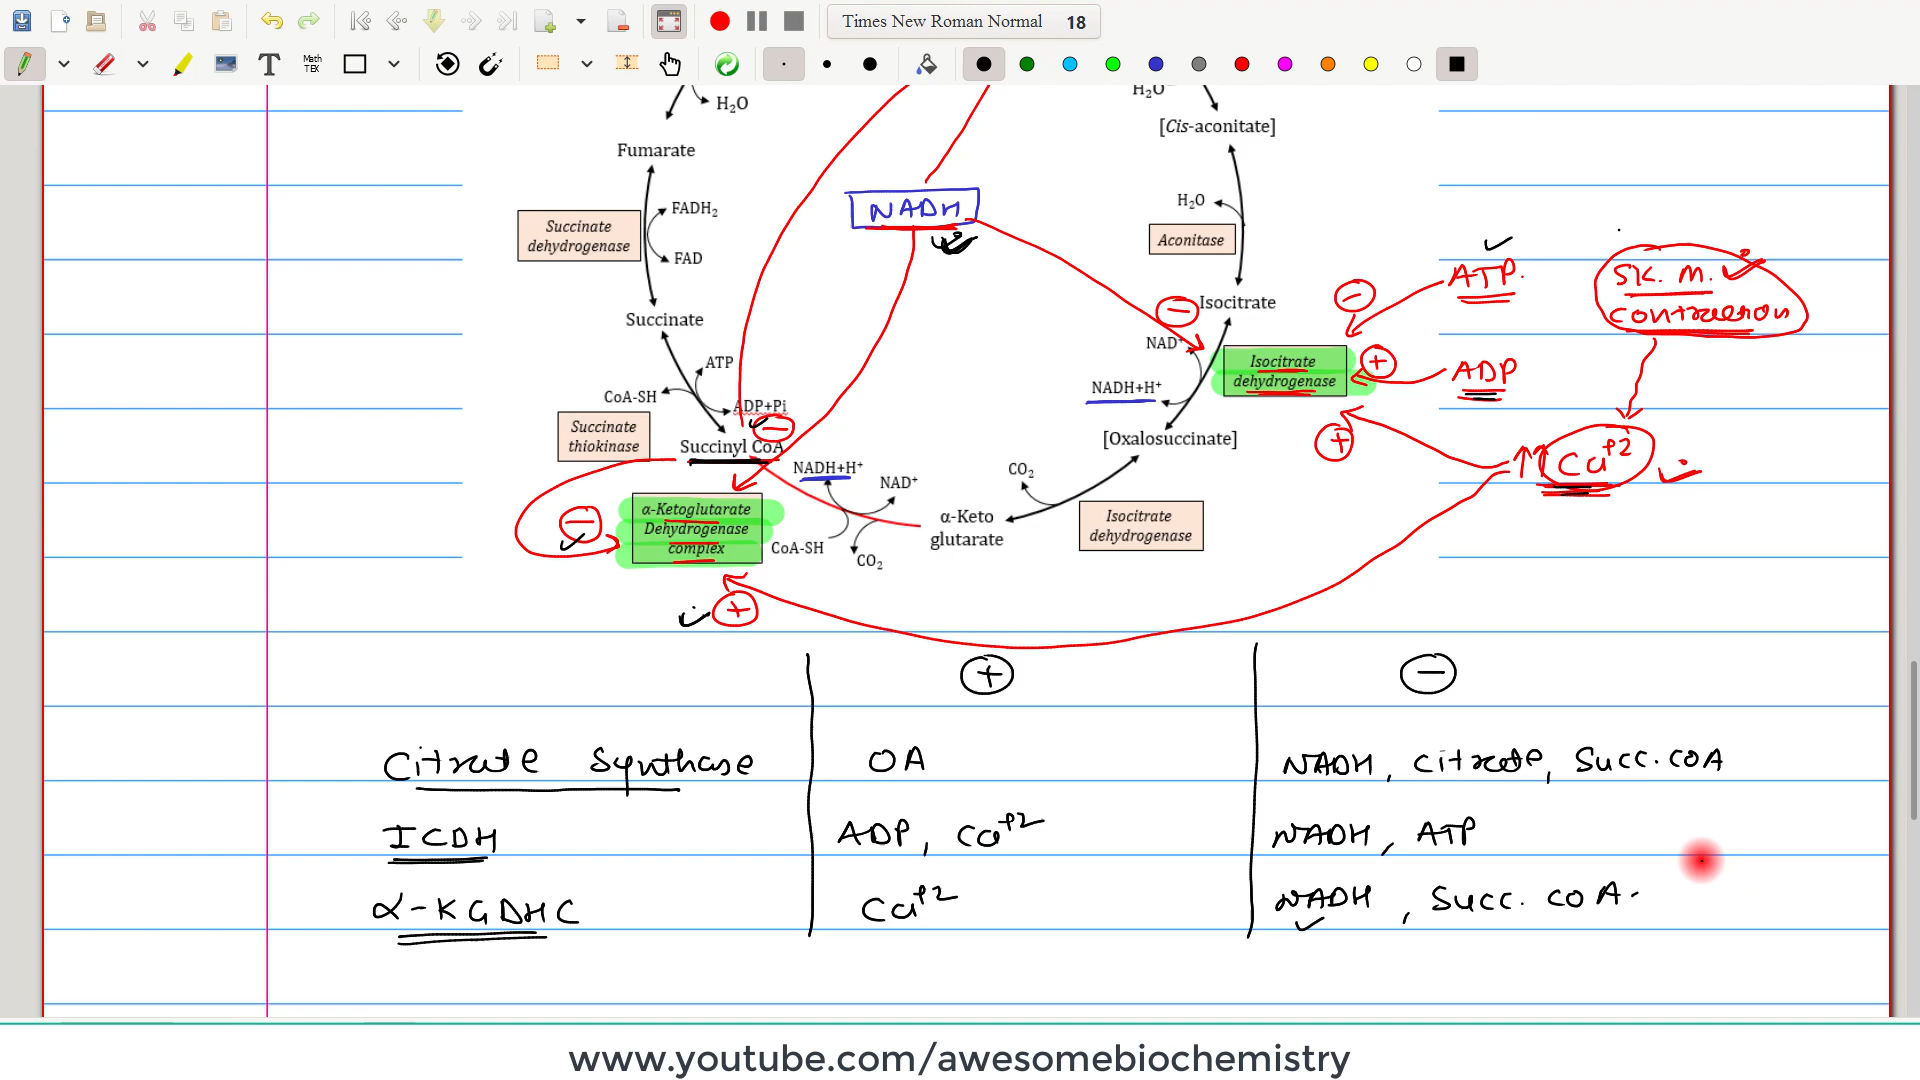 Times New Roman Normal 18
Math
TEX
H₂O
H₂O
[Cis-aconitate]
Fumarate
NADH
H₂O
FADH₂
Succinate
dehydrogenase
Aconitase
FAD
ATP.
SK. M.
contraction
Isocitrate
Succinate
NAD⁺
ATP
Isocitrate
dehydrogenase
ADP
NADH+H⁺
CoA-SH
ADP+Pi
Succinate
thiokinase
Succinyl CoA
[Oxalosuccinate]
Ca⁺²
NADH+H⁺
CO₂
NAD⁺
α-Ketoglutarate
Dehydrogenase
complex
α-Keto
glutarate
Isocitrate
dehydrogenase
CoA-SH
CO₂
+ −
Citrate Synthase OA NADH, Citrate, Succ. CoA
ICDH ADP, Ca⁺² NADH, ATP
α-KGDHC Ca⁺² NADH, Succ. CoA.
www.youtube.com/awesomebiochemistry